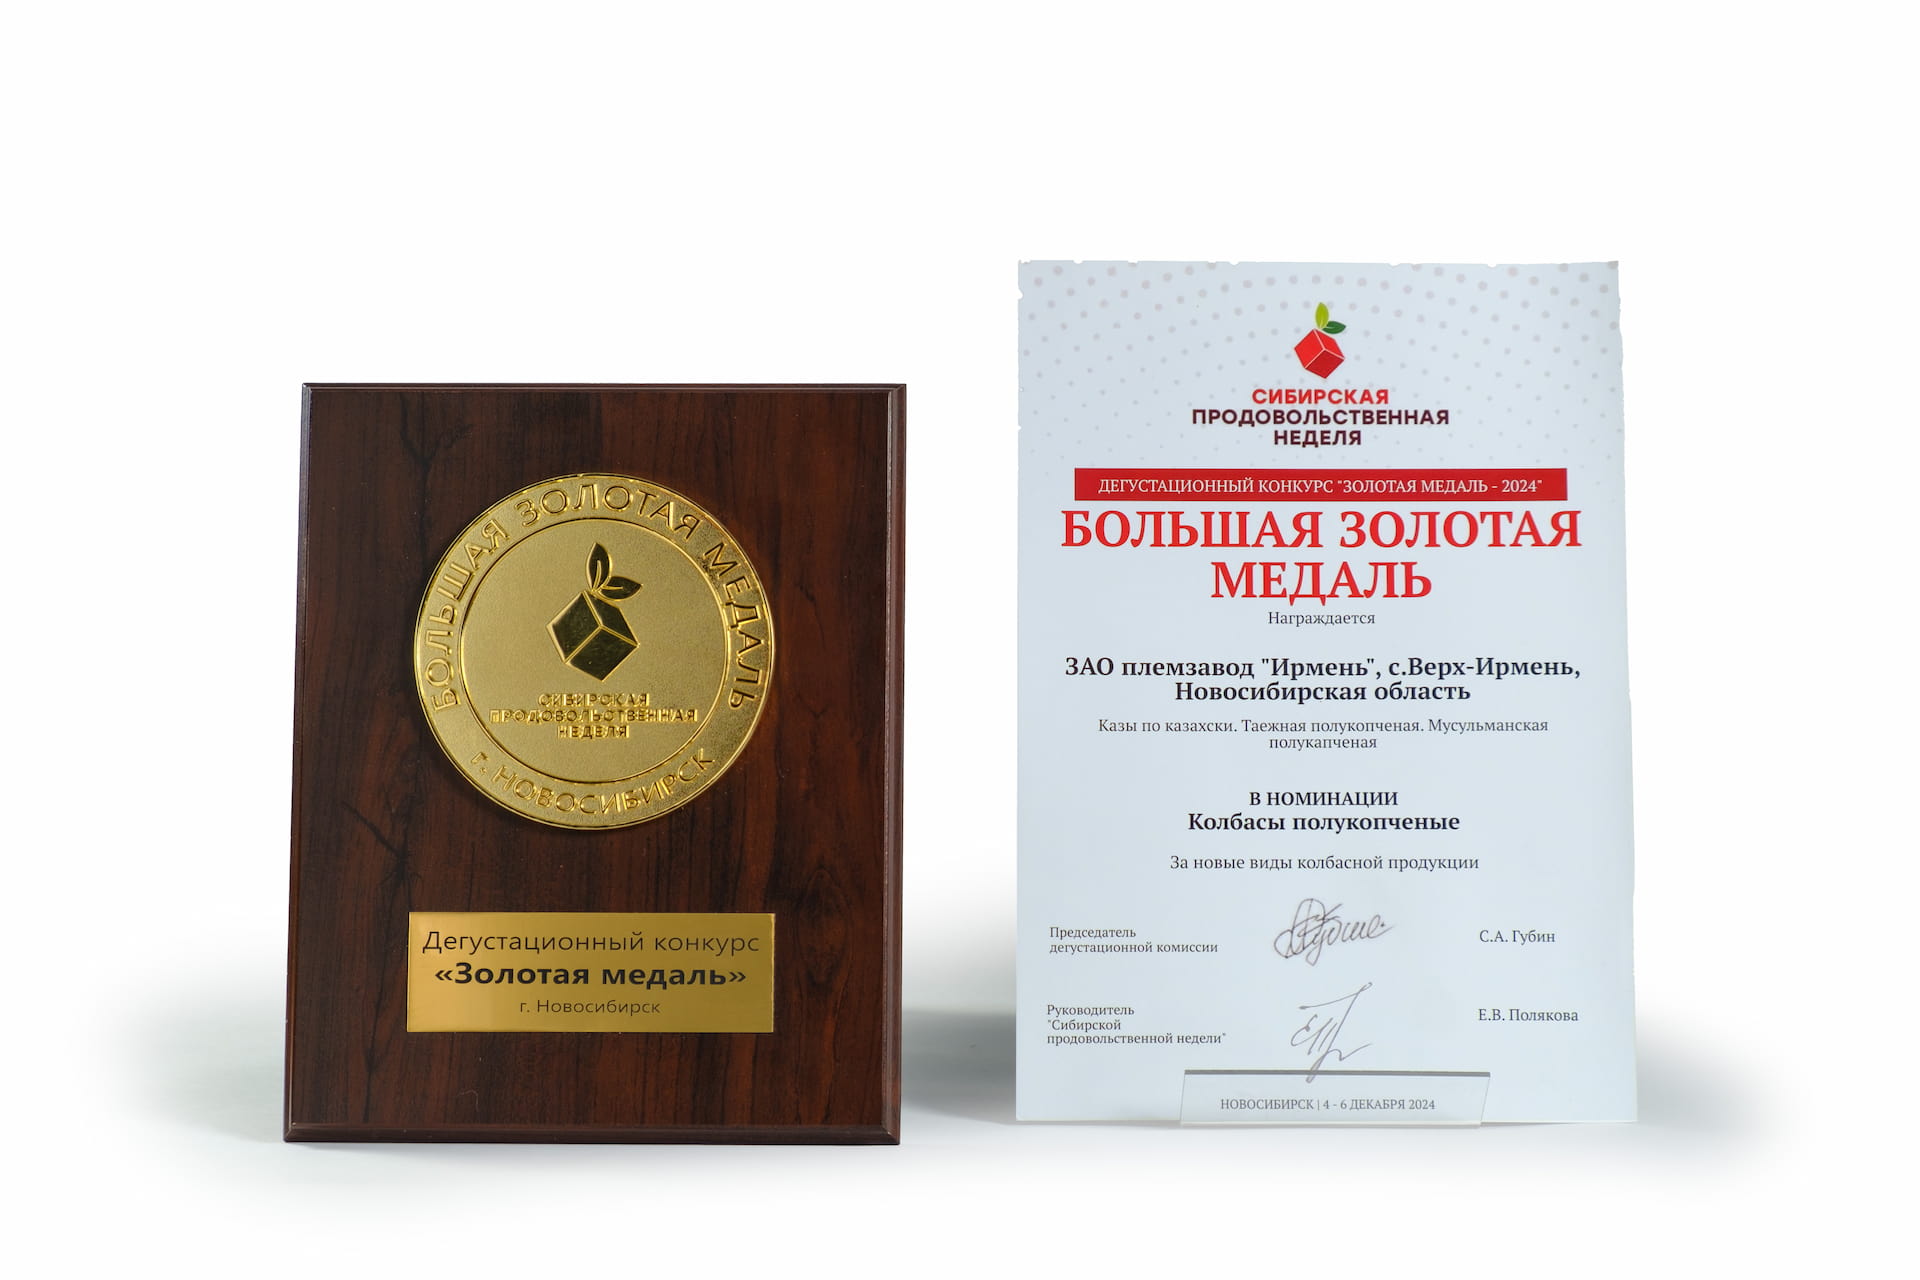 БОЛЬШАЯ ЗОЛОТАЯ МЕДАЛЬ
СИБИРСКАЯ
ПРОДОВОЛЬСТВЕННАЯ
НЕДЕЛЯ
г. НОВОСИБИРСК
Дегустационный конкурс
«Золотая медаль»
г. Новосибирск
СИБИРСКАЯ
ПРОДОВОЛЬСТВЕННАЯ
НЕДЕЛЯ
ДЕГУСТАЦИОННЫЙ КОНКУРС "ЗОЛОТАЯ МЕДАЛЬ - 2024"
БОЛЬШАЯ ЗОЛОТАЯ
МЕДАЛЬ
Награждается
ЗАО племзавод "Ирмень", с.Верх-Ирмень,
Новосибирская область
Казы по казахски. Таежная полукопченая. Мусульманская
полукапченая
В НОМИНАЦИИ
Колбасы полукопченые
За новые виды колбасной продукции
Председатель
дегустационной комиссии
С.А. Губин
Руководитель
"Сибирской
продовольственной недели"
Е.В. Полякова
НОВОСИБИРСК | 4 - 6 ДЕКАБРЯ 2024